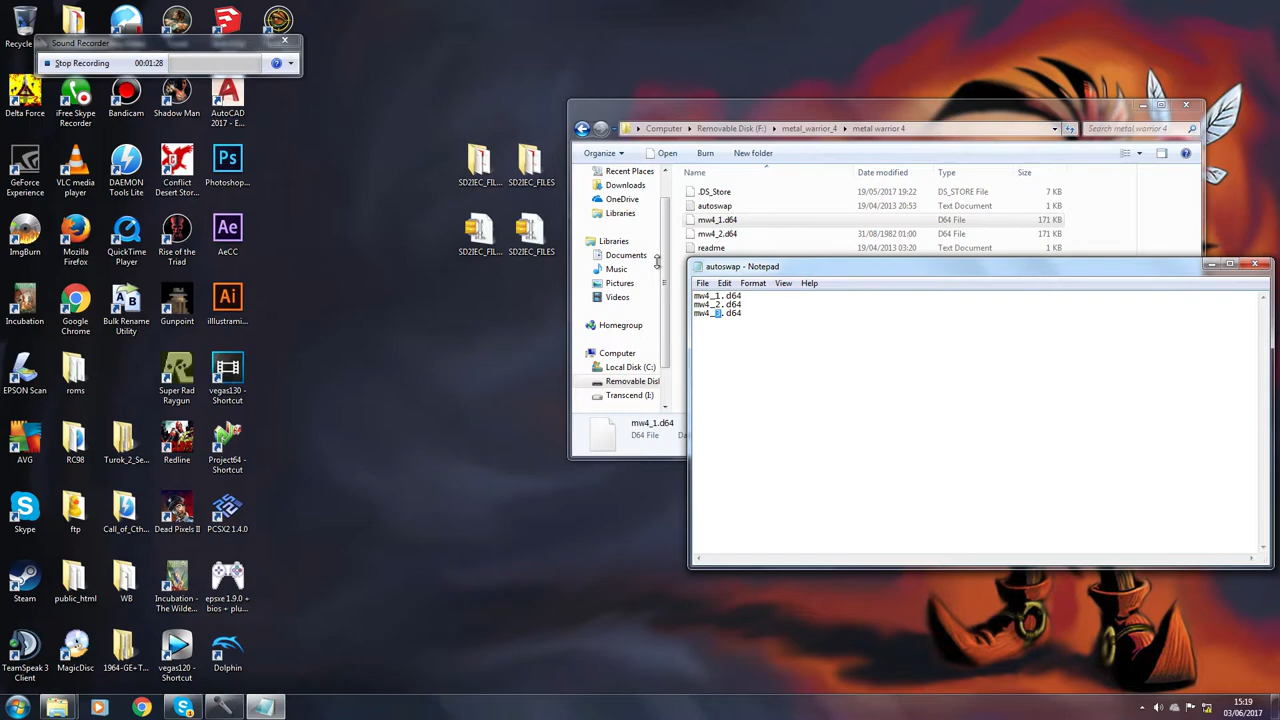 Recycle
Sound Recorder
Stop Recording 00:01:28
Delta Force
iFree Skype Recorder
Bandicam
Shadow Man
AutoCAD 2017 - E...
GeForce Experience
VLC media player
DAEMON Tools Lite
Conflict Desert Stor...
Photoshop...
ImgBurn
Mozilla Firefox
QuickTime Player
Rise of the Triad
AeCC
Incubation
Google Chrome
Bulk Rename Utility
Gunpoint
illlustrami...
EPSON Scan
roms
Super Rad Raygun
vegas130 - Shortcut
AVG
RC98
Turok_2_Se...
Redline
Project64 - Shortcut
Skype
ftp
Call_of_Cth...
Dead Pixels II
PCSX2 1.4.0
Steam
public_html
WB
Incubation - The Wilde...
epsxe 1.9.0 + bios + plu...
TeamSpeak 3 Client
MagicDisc
1964-GE+T...
vegas120 - Shortcut
Dolphin
SD2IEC_FIL...
SD2IEC_FILES
SD2IEC_FIL...
SD2IEC_FILES
Computer Removable Disk (F:) metal_warrior_4 metal warrior 4
Search metal warrior 4
Organize Open Burn New folder
Name Date modified Type Size
.DS_Store 19/05/2017 19:22 DS_STORE File 7 KB
autoswap 19/04/2013 20:53 Text Document 1 KB
mw4_1.d64 D64 File 171 KB
mw4_2.d64 31/08/1982 01:00 D64 File 171 KB
readme 19/04/2013 03:20 Text Document 1 KB
Recent Places
Downloads
OneDrive
Libraries
Libraries
Documents
Music
Pictures
Videos
Homegroup
Computer
Local Disk (C:)
Removable Disk
Transcend (I:)
mw4_1.d64
D64 File
autoswap - Notepad
File Edit Format View Help
mw4_1.d64
mw4_2.d64
mw4_3.d64
15:19
03/06/2017